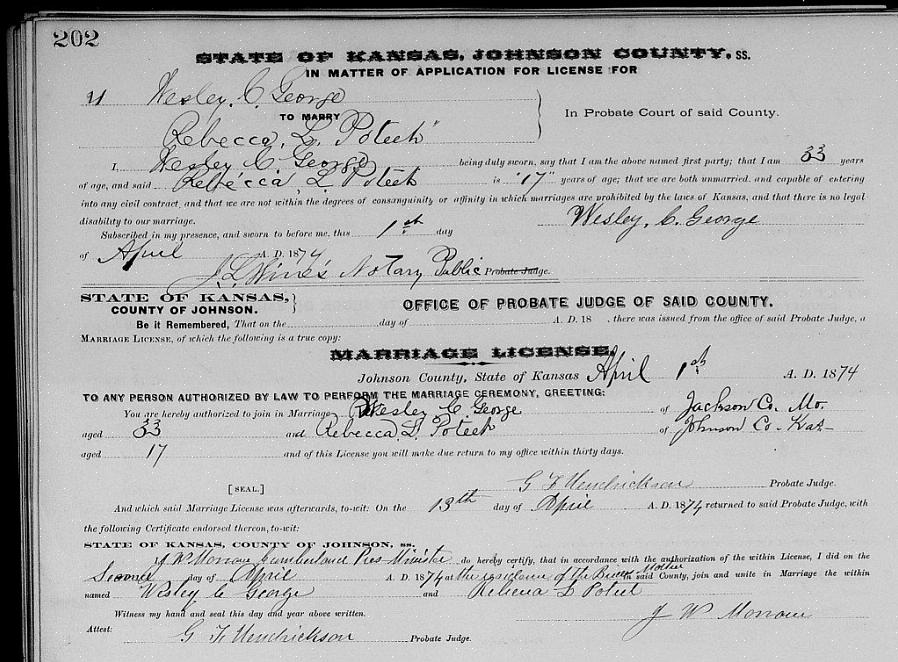 202
STATE OF KANSAS, JOHNSON COUNTY, SS.
IN MATTER OF APPLICATION FOR LICENSE FOR
Wesley. C. George
TO MARRY
In Probate Court of said County.
Rebecca, L. Poteet"
I, Wesley C George being duly sworn, say that I am the above named first party; that I am 33 years
of age, and said Rebecca L Poteet is "17" years of age; that we are both unmarried and capable of entering
into any civil contract, and that we are not within the degrees of consanguinity or affinity in which marriages are prohibited by the laws of Kansas, and that there is no legal
disability to our marriage. Wesley, C. George
Subscribed in my presence, and sworn to before me, this 1st day
of April A. D. 1874
J L Wines Notary Public Probate Judge.
STATE OF KANSAS, COUNTY OF JOHNSON.
OFFICE OF PROBATE JUDGE OF SAID COUNTY.
Be it Remembered, That on the day of A. D. 18 , there was issued from the office of said Probate Judge, a
MARRIAGE LICENSE, of which the following is a true copy:
MARRIAGE LICENSE,
Johnson County, State of Kansas April 1st A. D. 1874
TO ANY PERSON AUTHORIZED BY LAW TO PERFORM THE MARRIAGE CEREMONY, GREETING:
You are hereby authorized to join in Marriage Wesley C. George of Jackson Co, Mo.
aged 33 and Rebecca L. Poteet of Johnson Co- Kas-
aged 17 and of this License you will make due return to my office within thirty days.
G F Hendrickson Probate Judge.
[SEAL.]
And which said Marriage License was afterwards, to-wit: On the 13th day of April A. D. 1874 returned to said Probate Judge, with
the following Certificate endorsed thereon, to-wit:
STATE OF KANSAS, COUNTY OF JOHNSON, ss.
J W Morrow Cumberland Pres Minister do hereby certify, that in accordance with the authorization of the within License, I did on the
Second day of April A. D. 1874 at the residence of the Brides Mother in said County, join and unite in Marriage the within
named Wesley C George and Rebecca L Poteet
Witness my hand and seal this day and year above written. J W Morrow
Attest: G F Hendrickson Probate Judge.